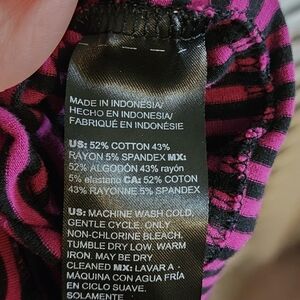 MADE IN INDONESIA/
HECHO EN INDONESIA/
FABRIQUÉ EN INDONÉSIE
US: 52% COTTON 43%
RAYON 5% SPANDEX MX:
52% ALGODÓN 43% rayón
5% elastano CA: 52% COTON
43% RAYONNE 5% SPANDEX
US: MACHINE WASH COLD,
GENTLE CYCLE. ONLY
NON-CHLORINE BLEACH.
TUMBLE DRY LOW. WARM
IRON. MAY BE DRY
CLEANED MX: LAVAR A
MÁQUINA CON AGUA FRÍA
EN CICLO SUAVE.
SOLAMENTE